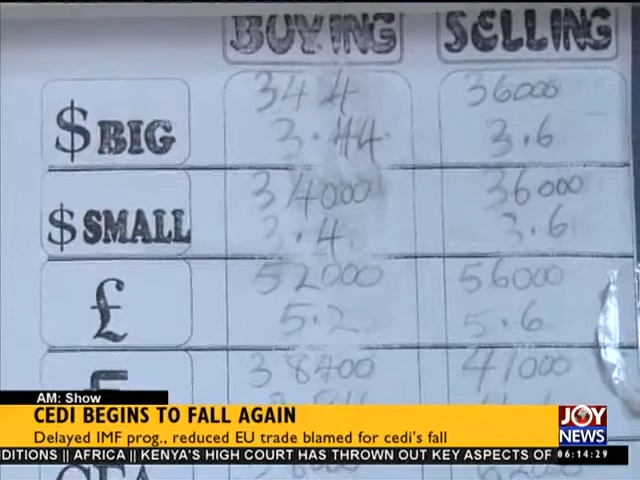 BUYING SELLING
$ BIG 344 36000
3.44 3.6
$ SMALL 34000 36000
3.4 3.6
£ 52000 56000
5.2 5.6
38400 41000
AM: Show
CEDI BEGINS TO FALL AGAIN
Delayed IMF prog., reduced EU trade blamed for cedi's fall
JOY
NEWS
DITIONS || AFRICA || KENYA'S HIGH COURT HAS THROWN OUT KEY ASPECTS OF 06:14:29